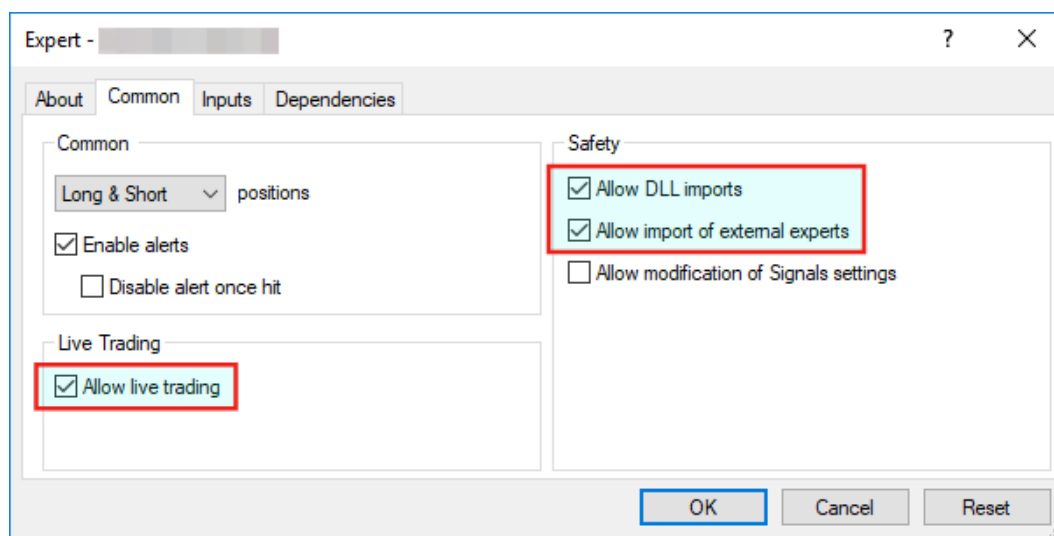 Expert -
?
About Common Inputs Dependencies
Common
Long & Short positions
Enable alerts
Disable alert once hit
Live Trading
Allow live trading
Safety
Allow DLL imports
Allow import of external experts
Allow modification of Signals settings
OK Cancel Reset